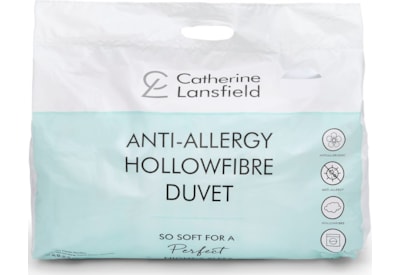 Catherine
Lansfield
ANTI-ALLERGY
HOLLOWFIBRE
DUVET
SO SOFT FOR A
Perfect